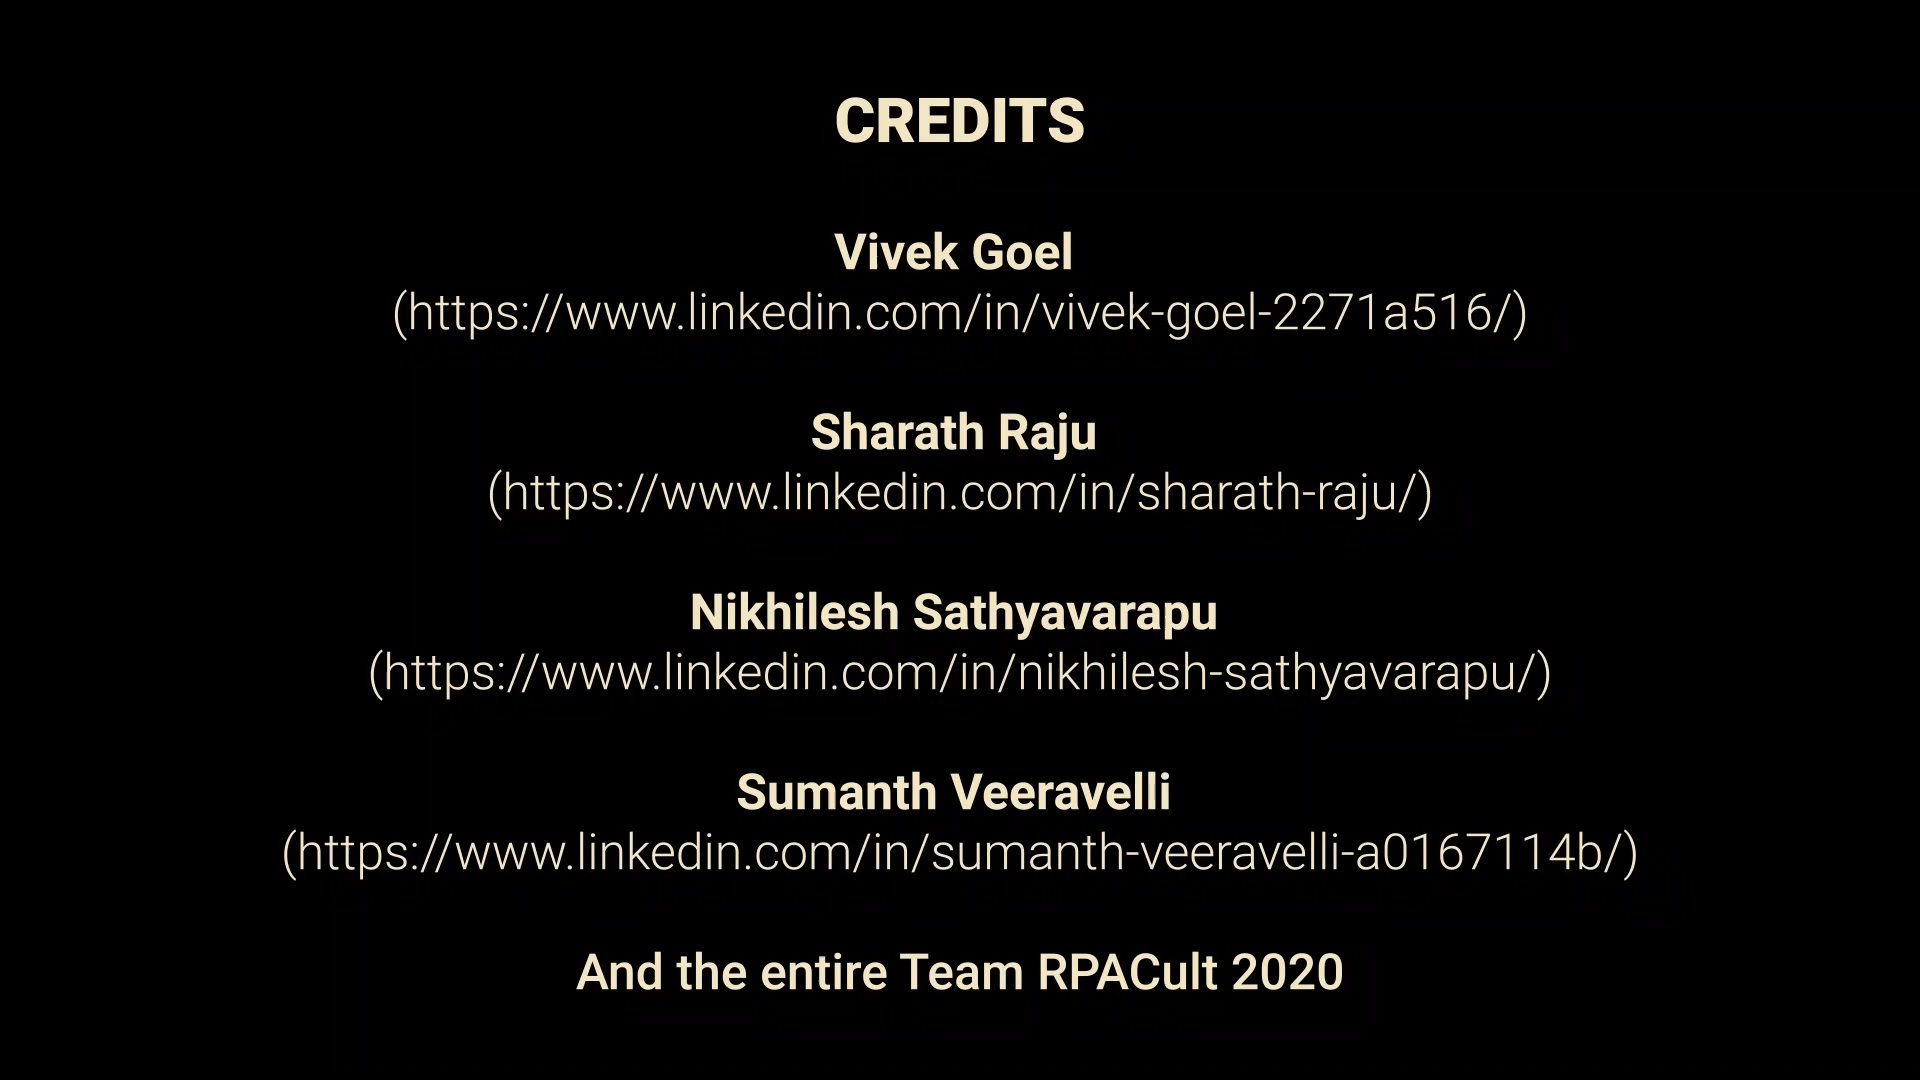 CREDITS
Vivek Goel
(https://www.linkedin.com/in/vivek-goel-2271a516/)
Sharath Raju
(https://www.linkedin.com/in/sharath-raju/)
Nikhilesh Sathyavarapu
(https://www.linkedin.com/in/nikhilesh-sathyavarapu/)
Sumanth Veeravelli
(https://www.linkedin.com/in/sumanth-veeravelli-a0167114b/)
And the entire Team RPACult 2020